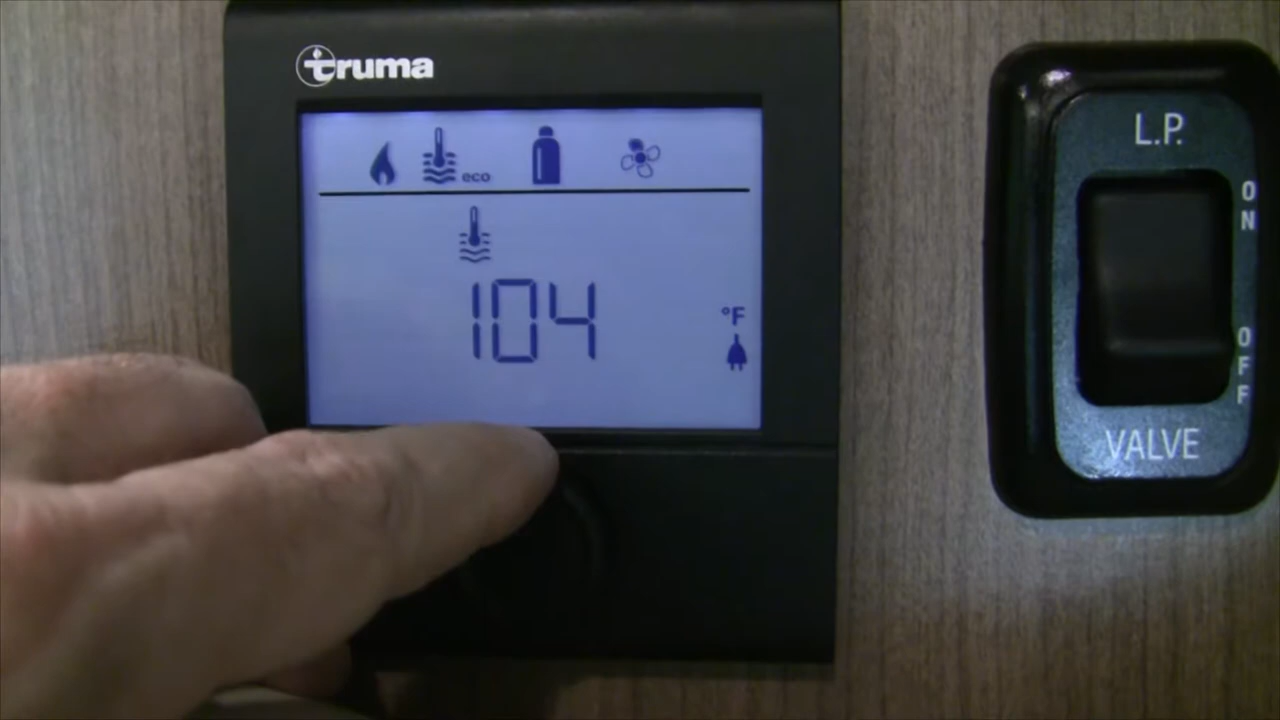 truma
eco
104
°F
L.P.
ON
OFF
VALVE